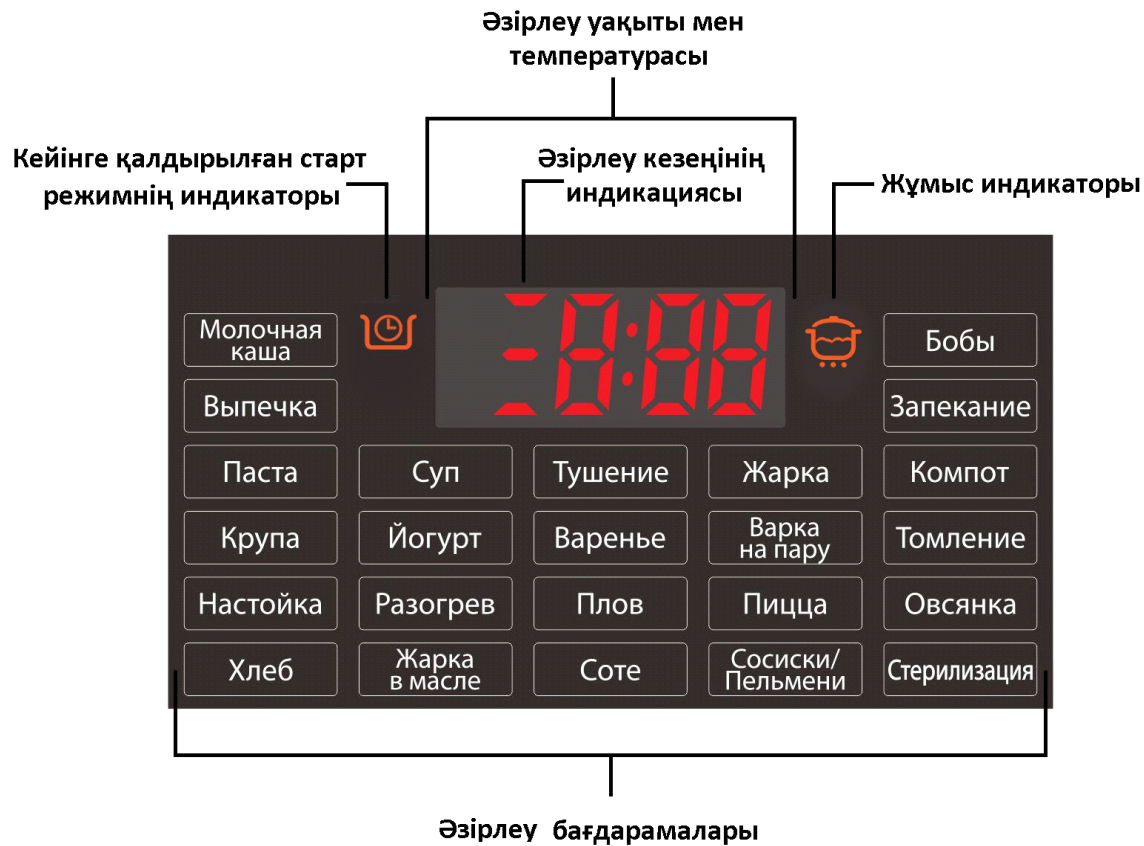 Әзірлеу уақыты мен
температурасы
Кейінге қалдырылған старт
режимнің индикаторы
Әзірлеу кезеңінің
индикациясы
Жұмыс индикаторы
8:88
Молочная
каша
Бобы
Выпечка
Запекание
Паста
Суп
Тушение
Жарка
Компот
Крупа
Йогурт
Варенье
Варка
на пару
Томление
Настойка
Разогрев
Плов
Пицца
Овсянка
Хлеб
Жарка
в масле
Соте
Сосиски/
Пельмени
Стерилизация
Әзірлеу бағдарамалары